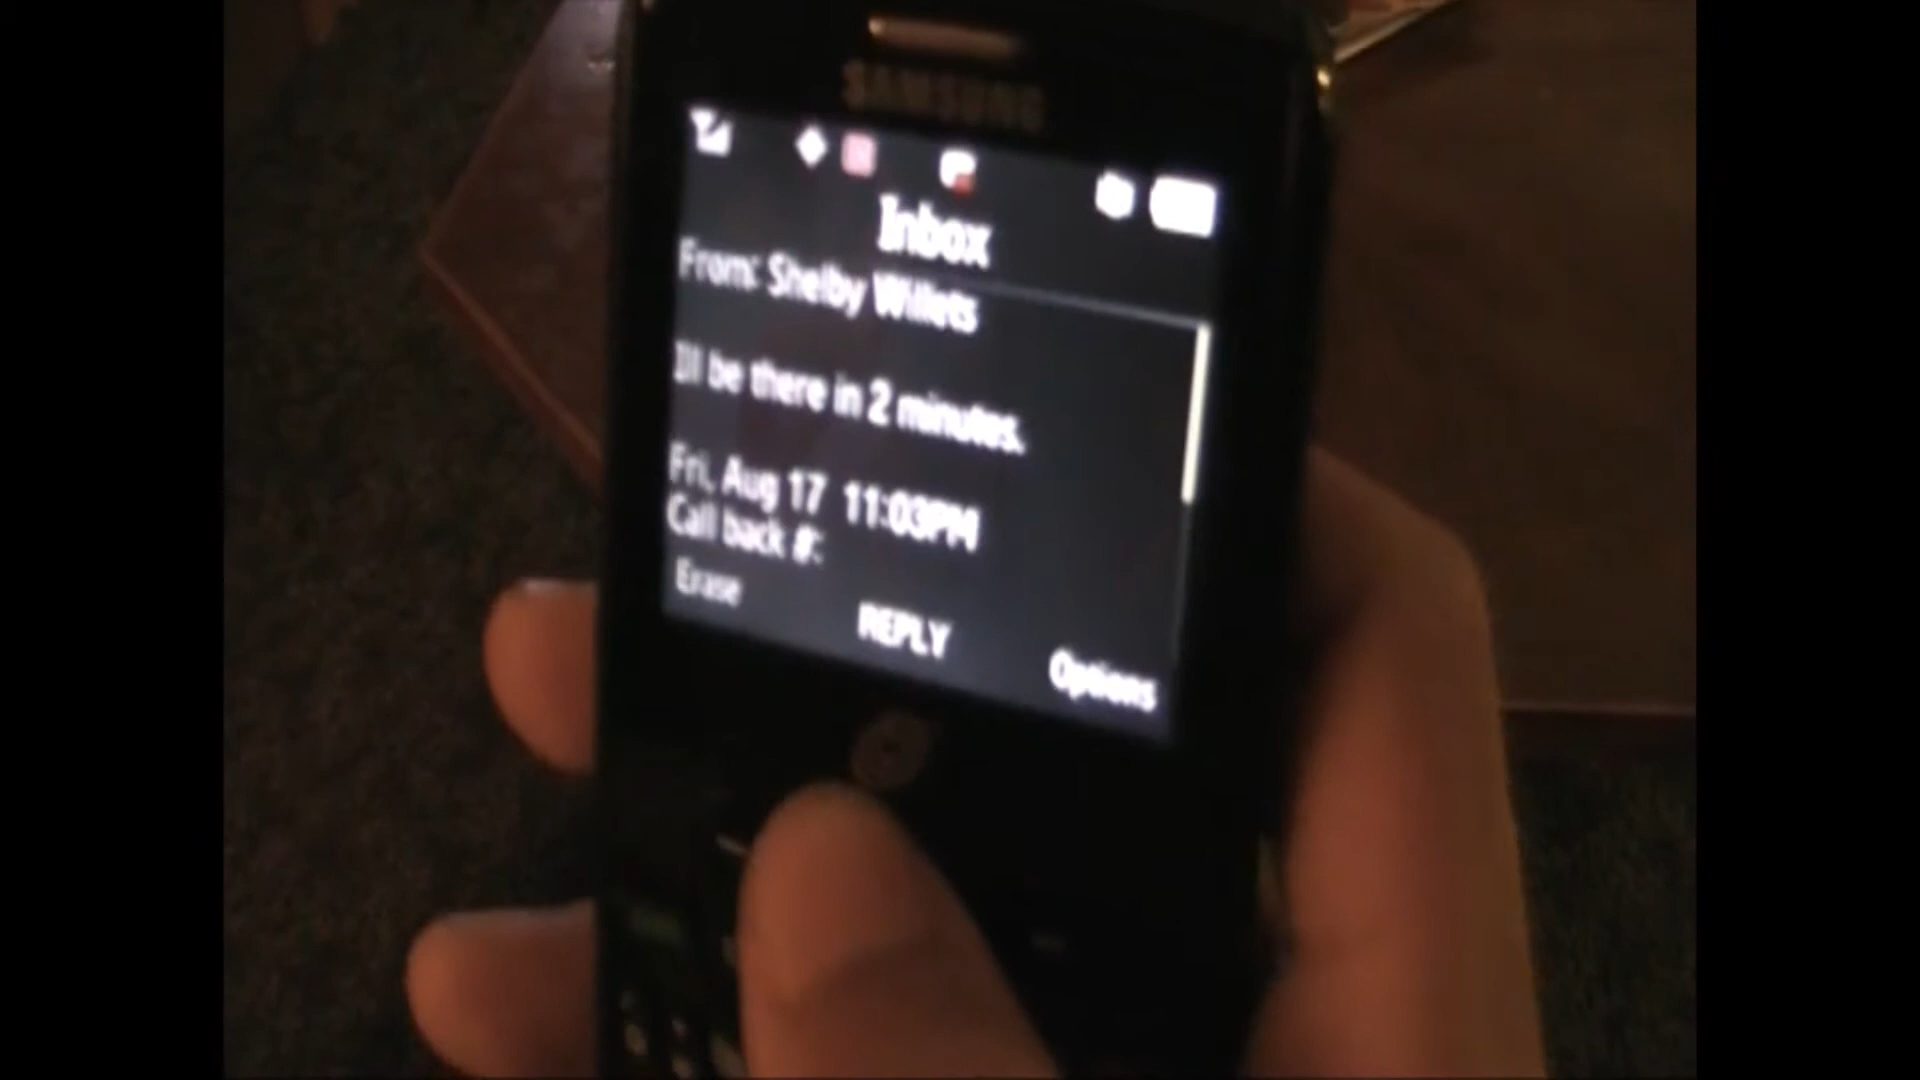 SAMSUNG
Inbox
From: Shelby Willets
Ill be there in 2 minutes.
Fri, Aug 17 11:03PM
Call back #:
Erase
REPLY
Options